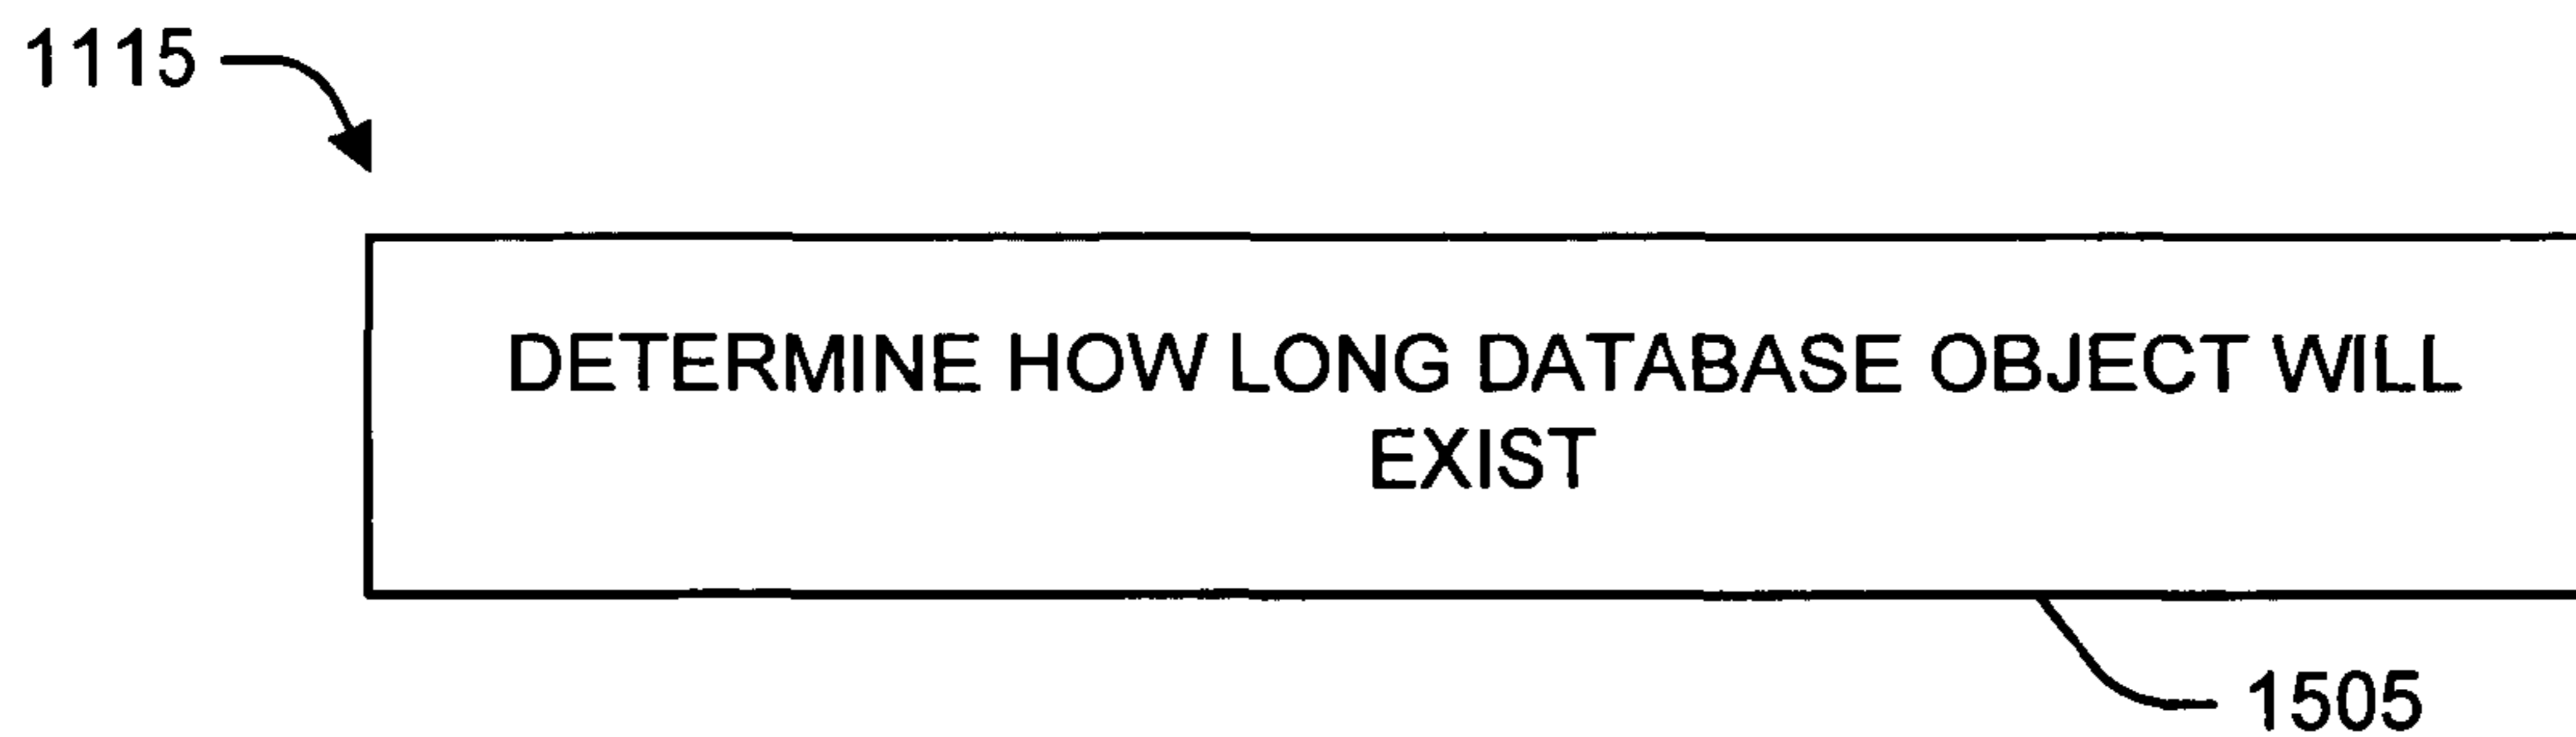 1115
DETERMINE HOW LONG DATABASE OBJECT WILL
EXIST
1505